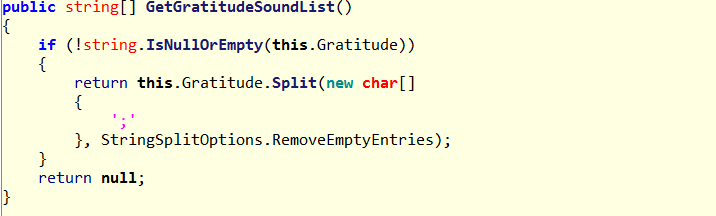 public string[] GetGratitudeSoundList()
{
if (!string.IsNullOrEmpty(this.Gratitude))
{
return this.Gratitude.Split(new char[]
{
';'
}, StringSplitOptions.RemoveEmptyEntries);
}
return null;
}